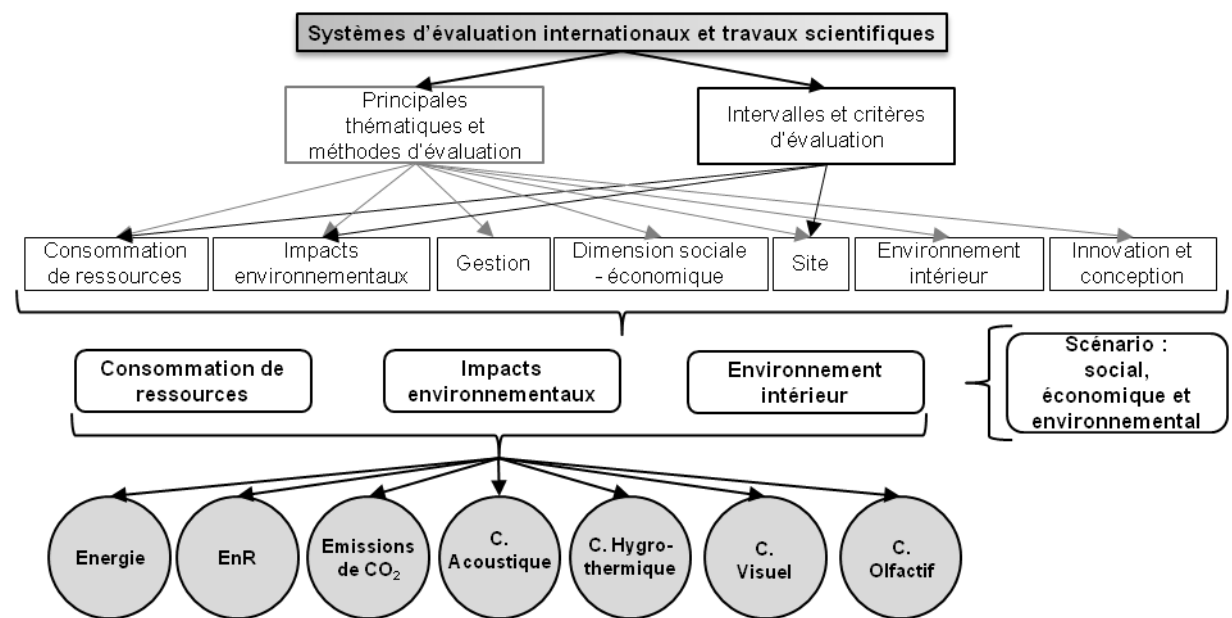 Systèmes d'évaluation internationaux et travaux scientifiques
Principales
thématiques et
méthodes d'évaluation
Intervalles et critères
d'évaluation
Consommation
de ressources
Impacts
environnementaux
Gestion
Dimension sociale
- économique
Site
Environnement
intérieur
Innovation et
conception
Consommation de
ressources
Impacts
environnementaux
Environnement
intérieur
Scénario :
social,
économique et
environnemental
Energie
EnR
Emissions
de CO₂
C.
Acoustique
C. Hygro-
thermique
C.
Visuel
C.
Olfactif